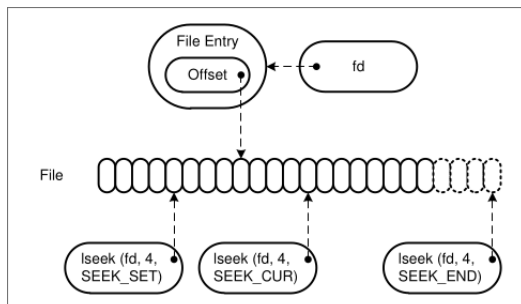 File Entry
Offset
fd
File
lseek (fd, 4,
SEEK_SET)
lseek (fd, 4,
SEEK_CUR)
lseek (fd, 4,
SEEK_END)